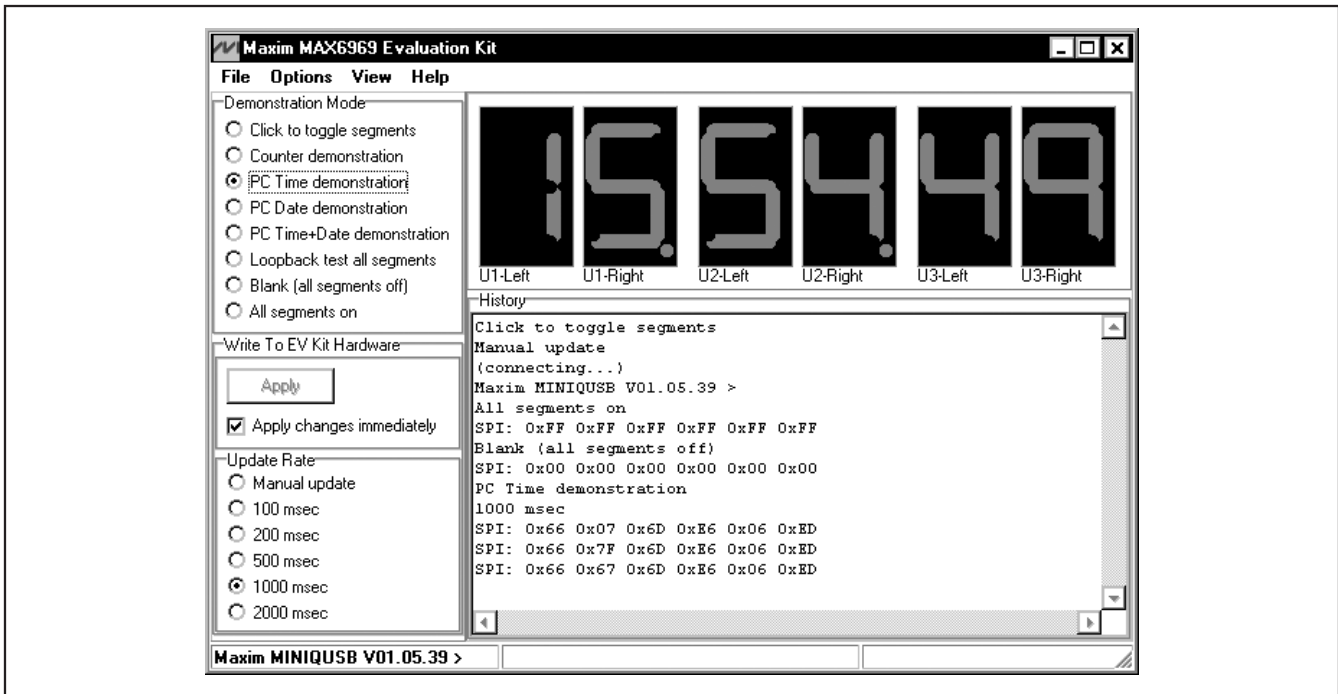 Maxim MAX6969 Evaluation Kit
File Options View Help
Demonstration Mode
Click to toggle segments
Counter demonstration
PC Time demonstration
PC Date demonstration
PC Time+Date demonstration
Loopback test all segments
Blank (all segments off)
All segments on
Write To EV Kit Hardware
Apply
Apply changes immediately
Update Rate
Manual update
100 msec
200 msec
500 msec
1000 msec
2000 msec
15.54.49
U1-Left U1-Right U2-Left U2-Right U3-Left U3-Right
History
Click to toggle segments
Manual update
(connecting...)
Maxim MINIQUSB V01.05.39 >
All segments on
SPI: 0xFF 0xFF 0xFF 0xFF 0xFF 0xFF
Blank (all segments off)
SPI: 0x00 0x00 0x00 0x00 0x00 0x00
PC Time demonstration
1000 msec
SPI: 0x66 0x07 0x6D 0xE6 0x06 0xED
SPI: 0x66 0x7F 0x6D 0xE6 0x06 0xED
SPI: 0x66 0x67 0x6D 0xE6 0x06 0xED
Maxim MINIQUSB V01.05.39 >